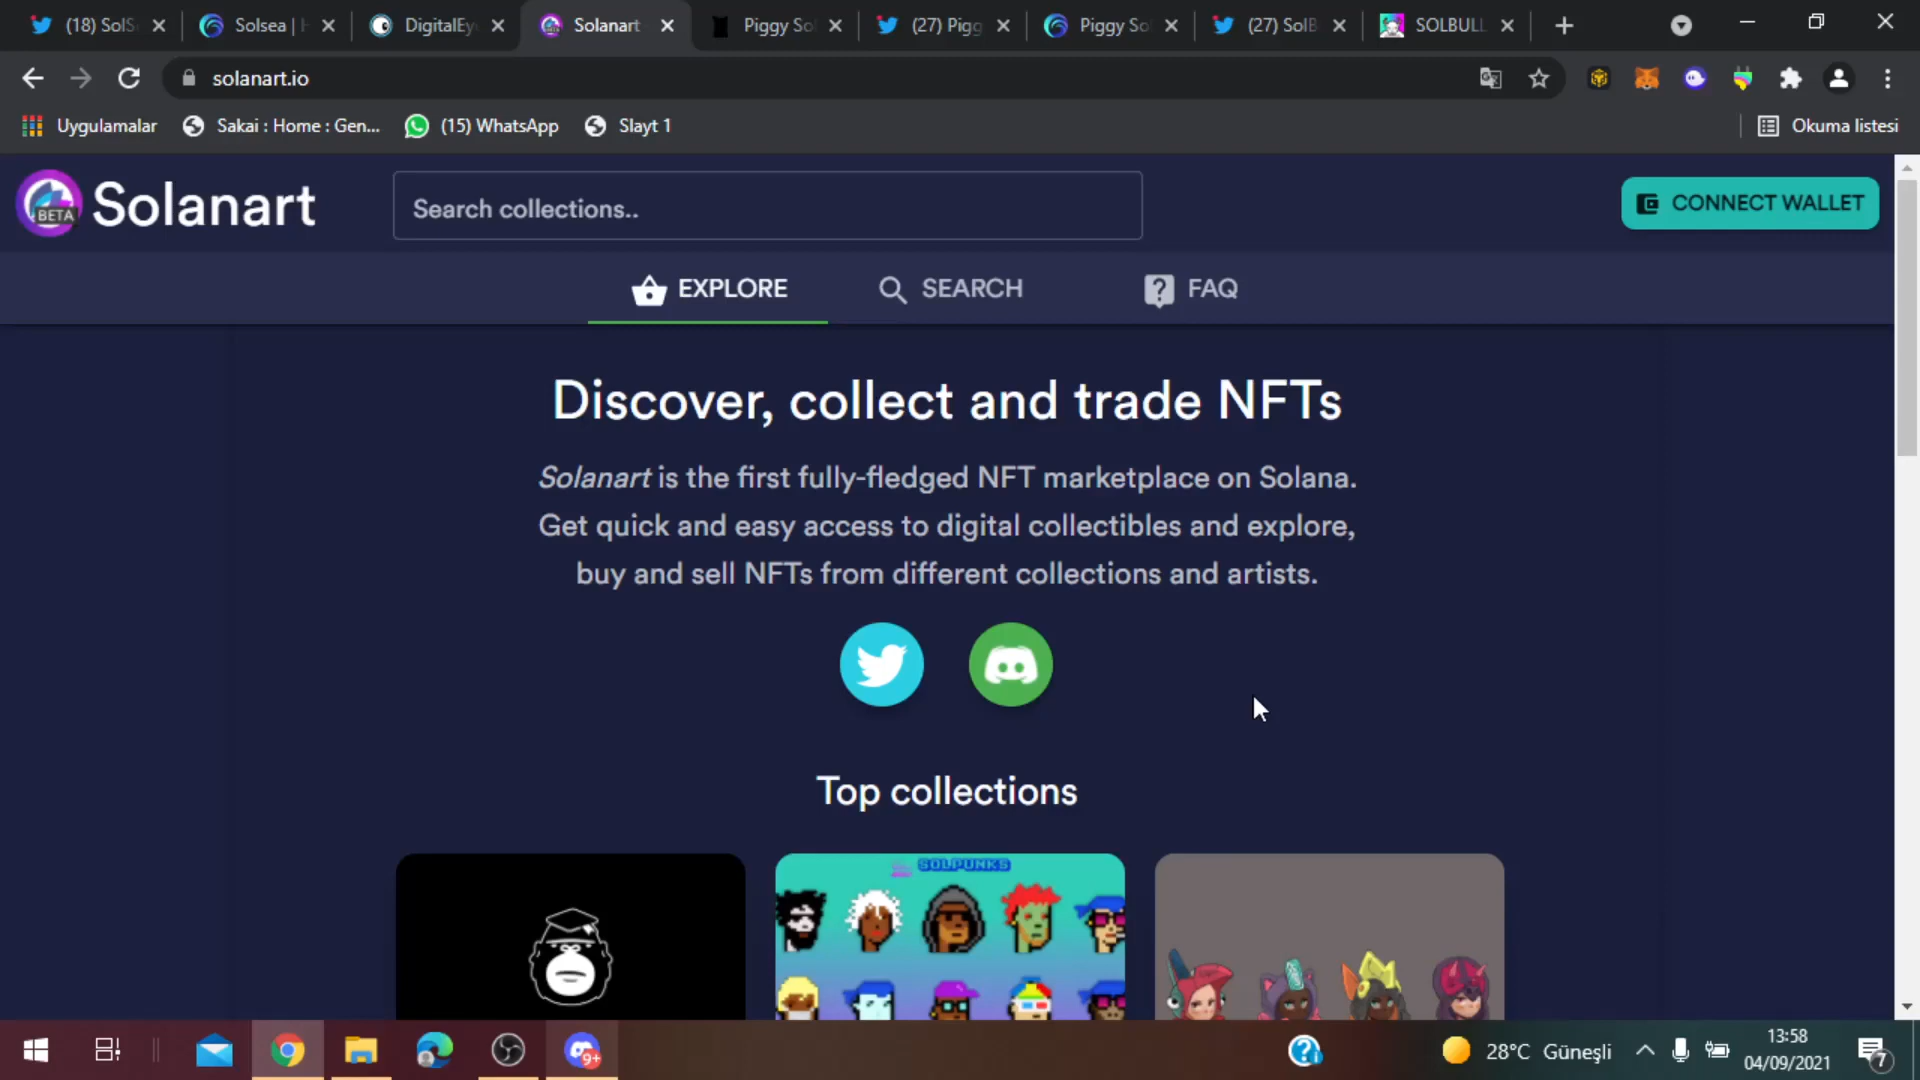 (18) SolS
Solsea | H
DigitalEy
Solanart
Piggy So
(27) Pigg
Piggy So
(27) SolB
SOLBULL
solanart.io
Uygulamalar
Sakai : Home : Gen...
(15) WhatsApp
Slayt 1
Okuma listesi
BETA
Solanart
Search collections..
CONNECT WALLET
EXPLORE
SEARCH
FAQ
Discover, collect and trade NFTs
Solanart is the first fully-fledged NFT marketplace on Solana.
Get quick and easy access to digital collectibles and explore,
buy and sell NFTs from different collections and artists.
Top collections
SOLPUNKS
9+
28°C Güneşli
13:58
04/09/2021
7